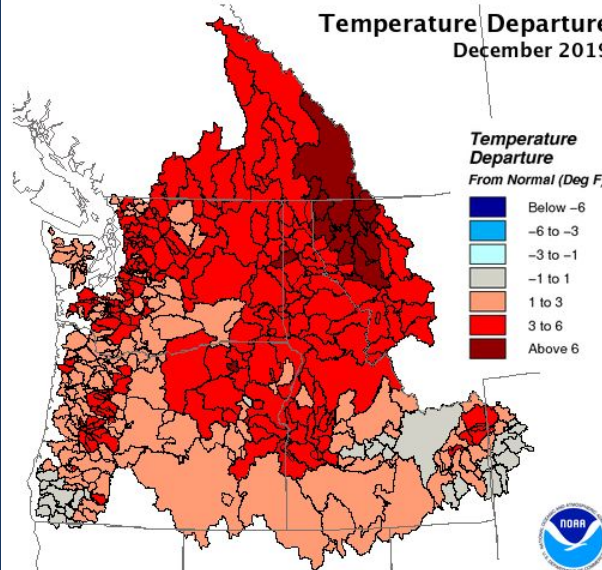 Temperature Departure
December 2019
Temperature
Departure
From Normal (Deg F)
Below −6
−6 to −3
−3 to −1
−1 to 1
1 to 3
3 to 6
Above 6
NOAA